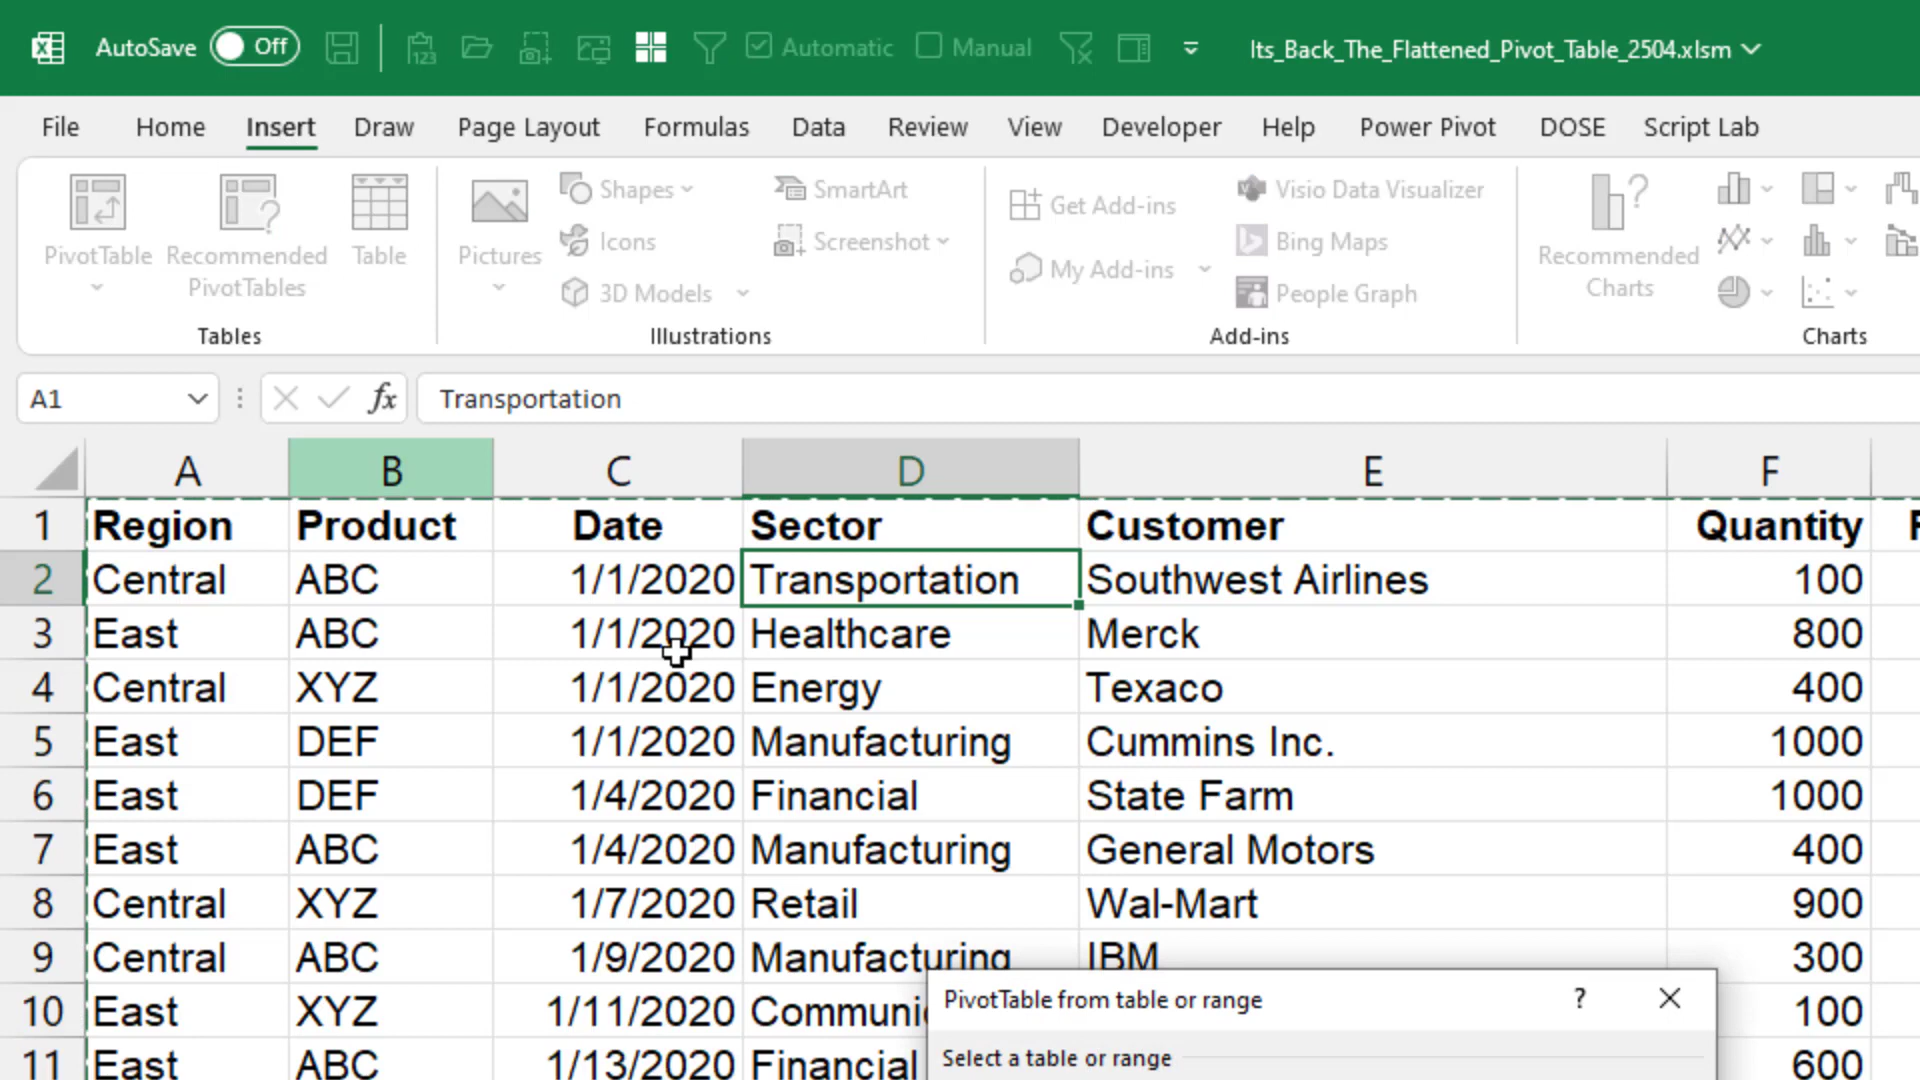 AutoSave Off 123 Automatic Manual Its_Back_The_Flattened_Pivot_Table_2504.xlsm
File Home Insert Draw Page Layout Formulas Data Review View Developer Help Power Pivot DOSE Script Lab
PivotTable Recommended PivotTables Table
Tables
Pictures Shapes Icons 3D Models SmartArt Screenshot
Illustrations
Get Add-ins My Add-ins Visio Data Visualizer Bing Maps People Graph
Add-ins
Recommended Charts
Charts
A1 fx Transportation
A B C D E F
1 Region Product Date Sector Customer Quantity
2 Central ABC 1/1/2020 Transportation Southwest Airlines 100
3 East ABC 1/1/2020 Healthcare Merck 800
4 Central XYZ 1/1/2020 Energy Texaco 400
5 East DEF 1/1/2020 Manufacturing Cummins Inc. 1000
6 East DEF 1/4/2020 Financial State Farm 1000
7 East ABC 1/4/2020 Manufacturing General Motors 400
8 Central XYZ 1/7/2020 Retail Wal-Mart 900
9 Central ABC 1/9/2020 Manufacturing IBM 300
10 East XYZ 1/11/2020 Communi 100
11 East ABC 1/13/2020 Financial 600
PivotTable from table or range ?
Select a table or range